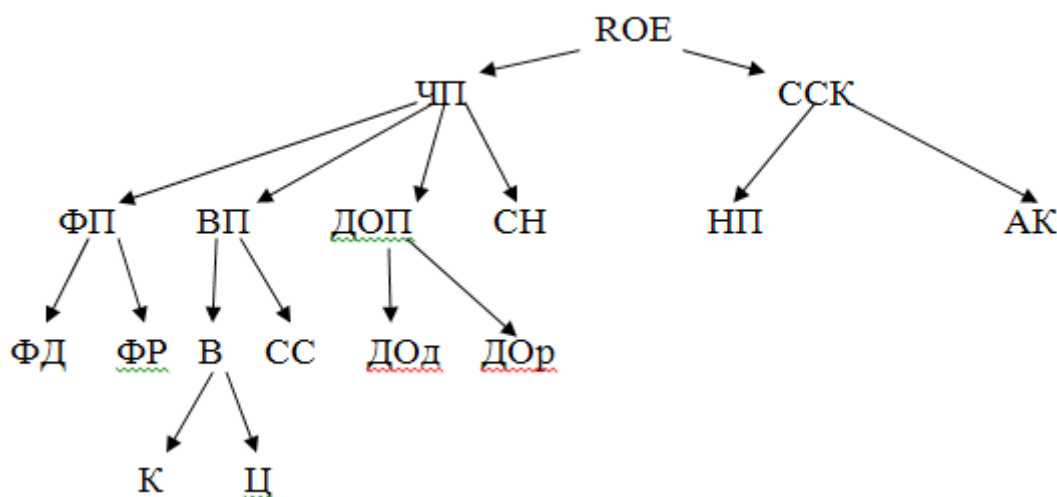 ROE
ЧП ССК
ФП ВП ДОП СН НП АК
ФД ФР В СС ДОд ДОр
К Ц